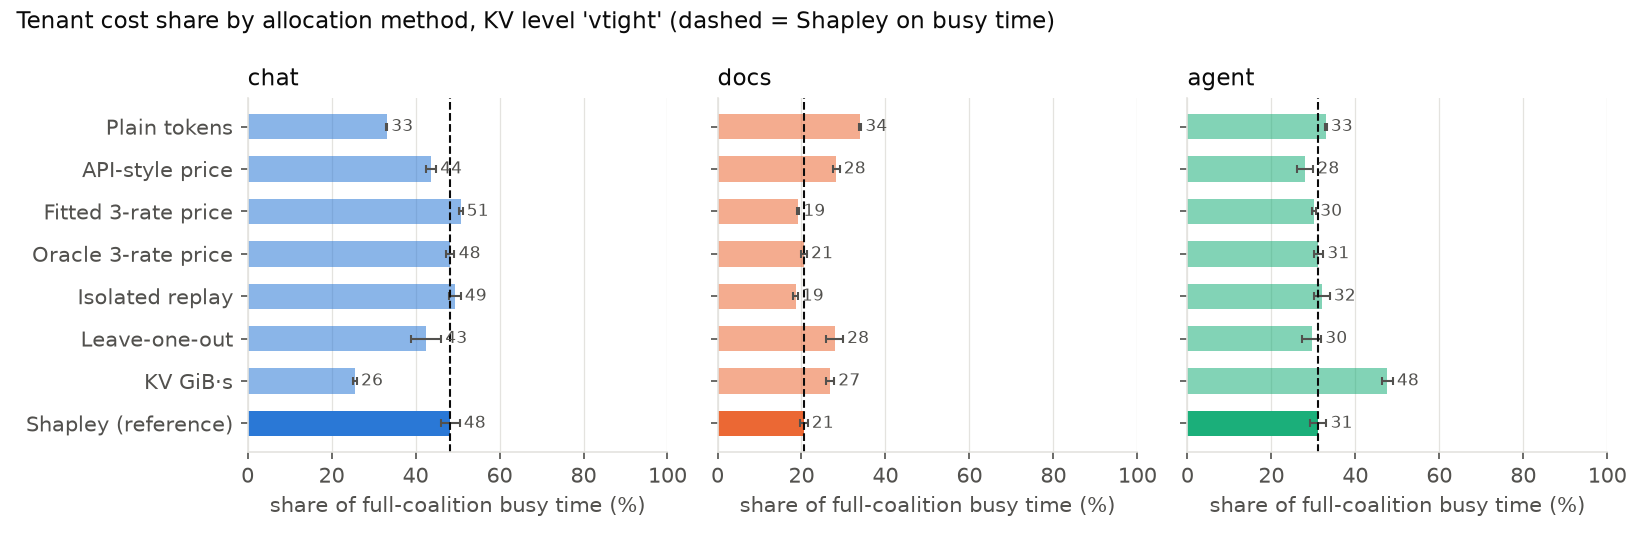 Tenant cost share by allocation method, KV level 'vtight' (dashed = Shapley on busy time)
chat docs agent
Plain tokens 33 34 33
API-style price 44 28 28
Fitted 3-rate price 51 19 30
Oracle 3-rate price 48 21 31
Isolated replay 49 19 32
Leave-one-out 43 28 30
KV GiB·s 26 27 48
Shapley (reference) 48 21 31
0 20 40 60 80 100 0 20 40 60 80 100 0 20 40 60 80 100
share of full-coalition busy time (%) share of full-coalition busy time (%) share of full-coalition busy time (%)